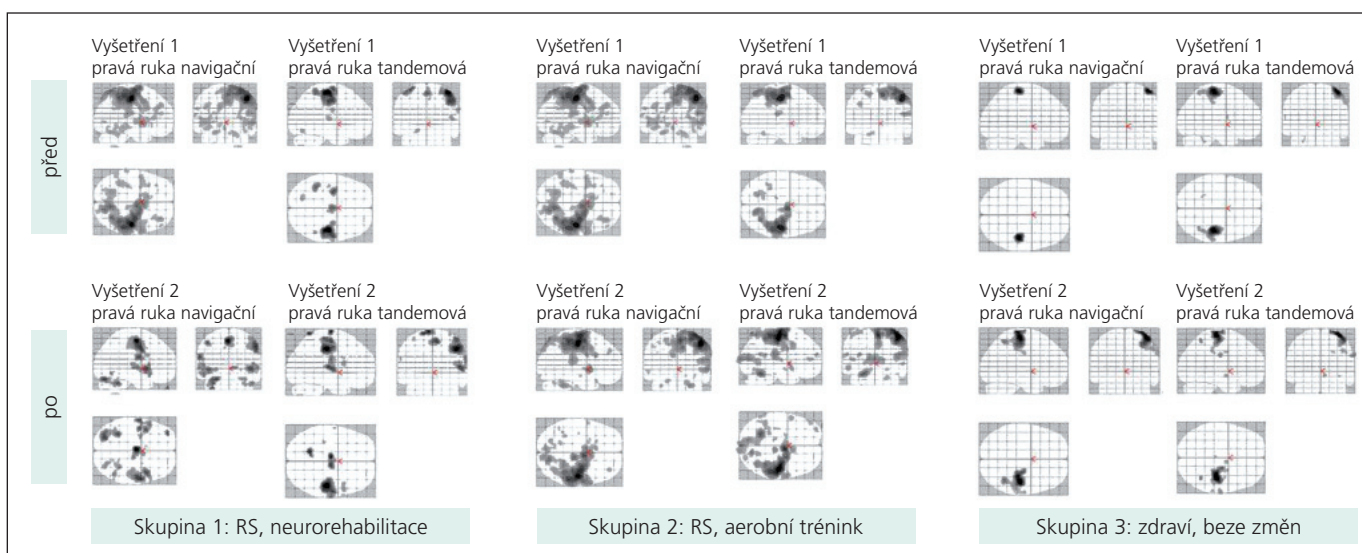 Vyšetření 1
pravá ruka navigační
Vyšetření 1
pravá ruka tandemová
Vyšetření 1
pravá ruka navigační
Vyšetření 1
pravá ruka tandemová
Vyšetření 1
pravá ruka navigační
Vyšetření 1
pravá ruka tandemová
před
Vyšetření 2
pravá ruka navigační
Vyšetření 2
pravá ruka tandemová
Vyšetření 2
pravá ruka navigační
Vyšetření 2
pravá ruka tandemová
Vyšetření 2
pravá ruka navigační
Vyšetření 2
pravá ruka tandemová
po
Skupina 1: RS, neurorehabilitace
Skupina 2: RS, aerobní trénink
Skupina 3: zdraví, beze změn